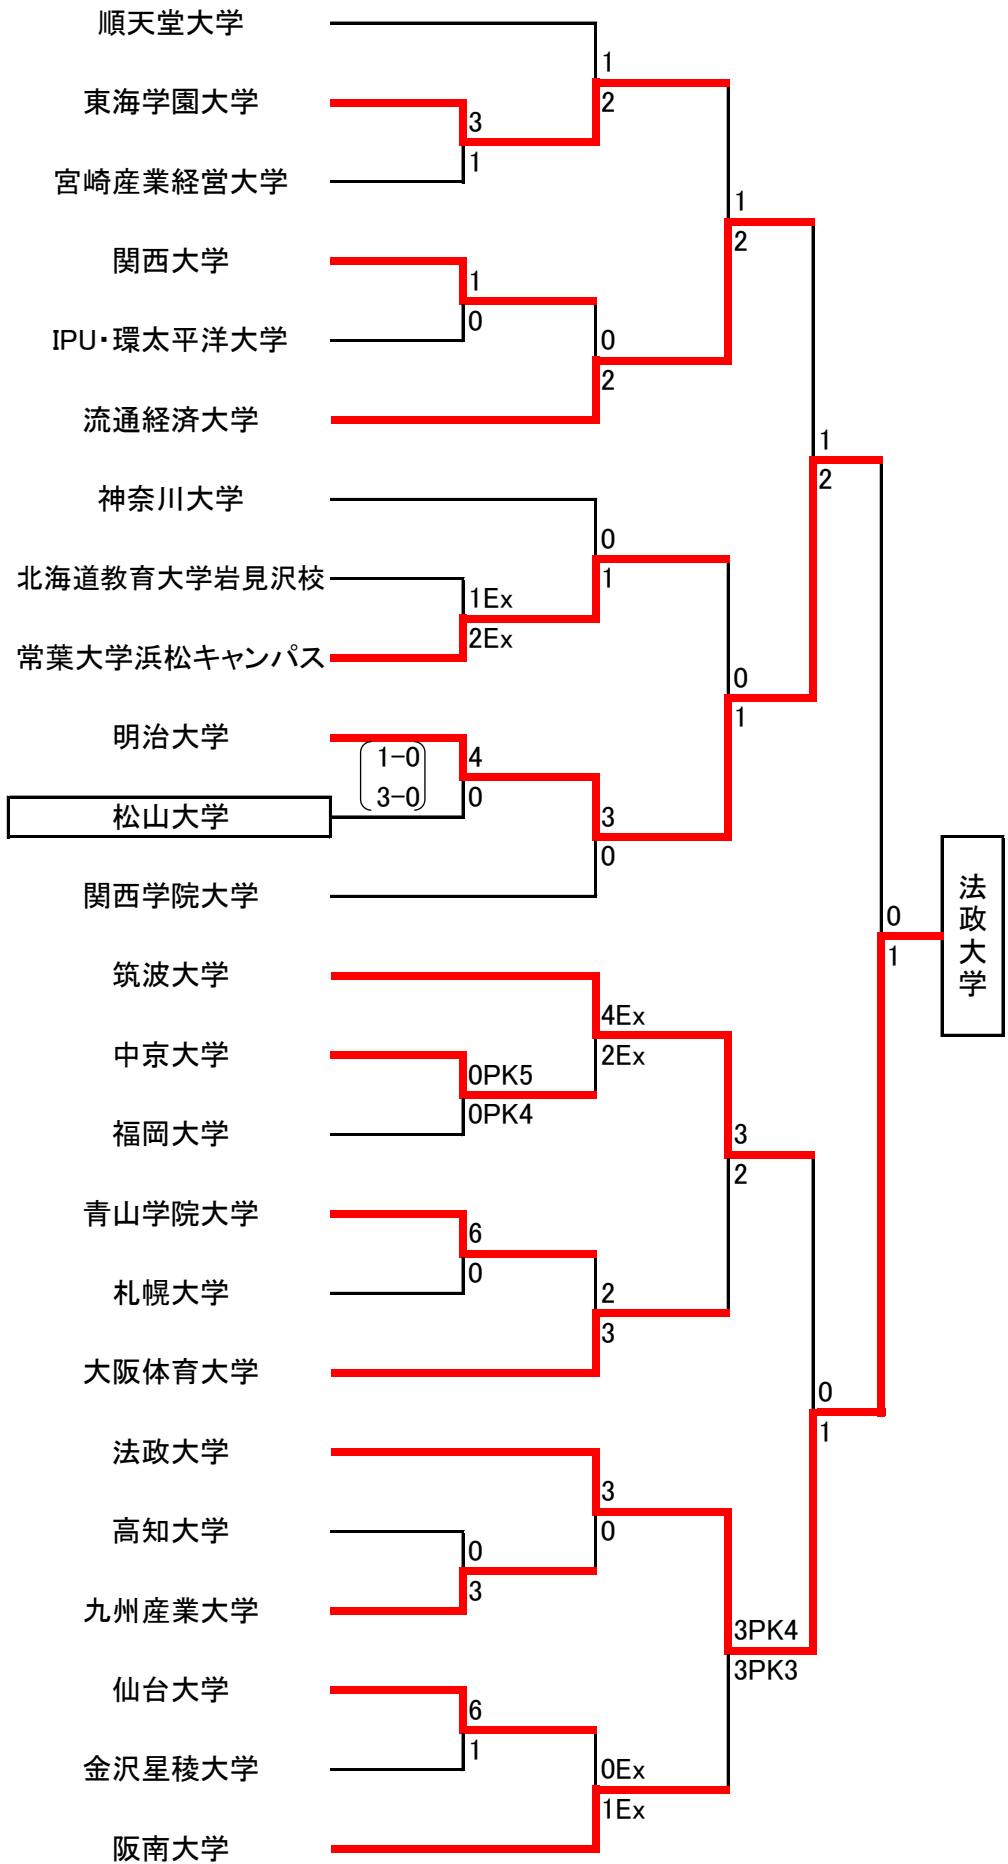 順天堂大学
1
東海学園大学
2
3
1
宮崎産業経営大学
1
2
関西大学
1
0
IPU・環太平洋大学
0
2
流通経済大学
1
2
神奈川大学
0
1
北海道教育大学岩見沢校
1Ex
2Ex
常葉大学浜松キャンパス
0
1
明治大学
1-0
3-0
4
0
松山大学
3
0
関西学院大学
0
1
法政大学
筑波大学
4Ex
2Ex
中京大学
0PK5
0PK4
福岡大学
3
2
青山学院大学
6
0
札幌大学
2
3
大阪体育大学
0
1
法政大学
3
0
高知大学
0
3
九州産業大学
3PK4
3PK3
仙台大学
6
1
金沢星稜大学
0Ex
1Ex
阪南大学